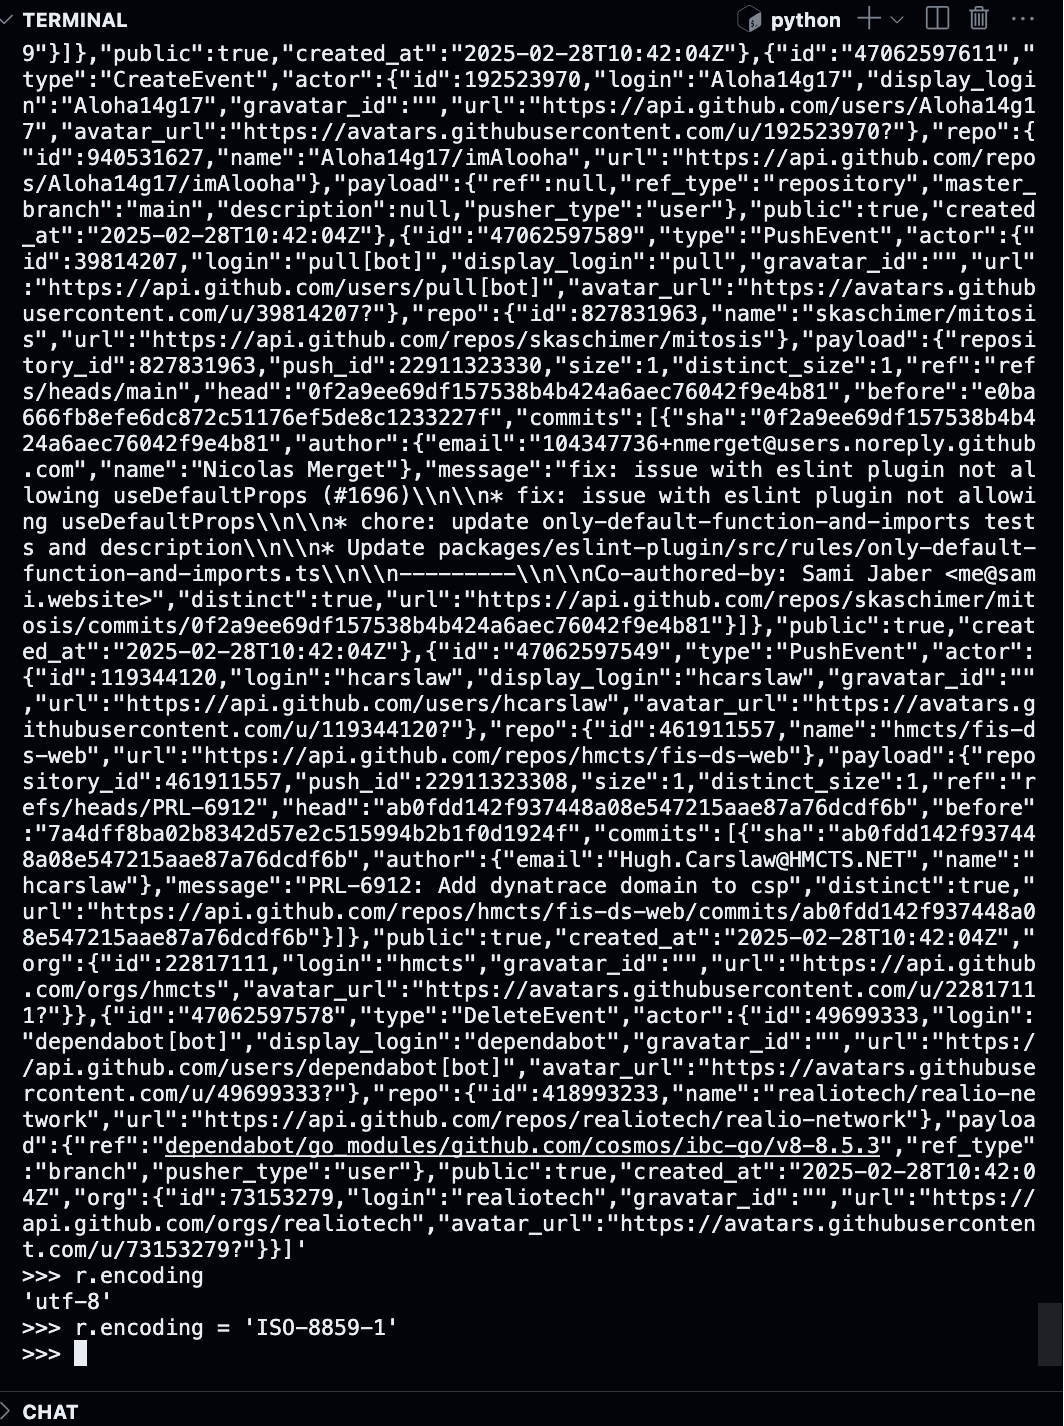 TERMINAL
python
9"}]},"public":true,"created_at":"2025-02-28T10:42:04Z"},{"id":"47062597611","
type":"CreateEvent","actor":{"id":192523970,"login":"Aloha14g17","display_logi
n":"Aloha14g17","gravatar_id":"","url":"https://api.github.com/users/Aloha14g1
7","avatar_url":"https://avatars.githubusercontent.com/u/192523970?"},"repo":{
"id":940531627,"name":"Aloha14g17/imAlooha","url":"https://api.github.com/repo
s/Aloha14g17/imAlooha"},"payload":{"ref":null,"ref_type":"repository","master_
branch":"main","description":null,"pusher_type":"user"},"public":true,"created
_at":"2025-02-28T10:42:04Z"},{"id":"47062597589","type":"PushEvent","actor":{"
id":39814207,"login":"pull[bot]","display_login":"pull","gravatar_id":"","url"
:"https://api.github.com/users/pull[bot]","avatar_url":"https://avatars.github
usercontent.com/u/39814207?"},"repo":{"id":827831963,"name":"skaschimer/mitosi
s","url":"https://api.github.com/repos/skaschimer/mitosis"},"payload":{"reposi
tory_id":827831963,"push_id":22911323330,"size":1,"distinct_size":1,"ref":"ref
s/heads/main","head":"0f2a9ee69df157538b4b424a6aec76042f9e4b81","before":"e0ba
666fb8efe6dc872c51176ef5de8c1233227f","commits":[{"sha":"0f2a9ee69df157538b4b4
24a6aec76042f9e4b81","author":{"email":"104347736+nmerget@users.noreply.github
.com","name":"Nicolas Merget"},"message":"fix: issue with eslint plugin not al
lowing useDefaultProps (#1696)\\n\\n* fix: issue with eslint plugin not allowi
ng useDefaultProps\\n\\n* chore: update only-default-function-and-imports test
s and description\\n\\n* Update packages/eslint-plugin/src/rules/only-default-
function-and-imports.ts\\n\\n---------\\n\\nCo-authored-by: Sami Jaber <me@sam
i.website>","distinct":true,"url":"https://api.github.com/repos/skaschimer/mit
osis/commits/0f2a9ee69df157538b4b424a6aec76042f9e4b81"}]},"public":true,"creat
ed_at":"2025-02-28T10:42:04Z"},{"id":"47062597549","type":"PushEvent","actor":
{"id":119344120,"login":"hcarslaw","display_login":"hcarslaw","gravatar_id":""
,"url":"https://api.github.com/users/hcarslaw","avatar_url":"https://avatars.g
ithubusercontent.com/u/119344120?"},"repo":{"id":461911557,"name":"hmcts/fis-d
s-web","url":"https://api.github.com/repos/hmcts/fis-ds-web"},"payload":{"repo
sitory_id":461911557,"push_id":22911323308,"size":1,"distinct_size":1,"ref":"r
efs/heads/PRL-6912","head":"ab0fdd142f937448a08e547215aae87a76dcdf6b","before"
:"7a4dff8ba02b8342d57e2c515994b2b1f0d1924f","commits":[{"sha":"ab0fdd142f93744
8a08e547215aae87a76dcdf6b","author":{"email":"Hugh.Carslaw@HMCTS.NET","name":"
hcarslaw"},"message":"PRL-6912: Add dynatrace domain to csp","distinct":true,"
url":"https://api.github.com/repos/hmcts/fis-ds-web/commits/ab0fdd142f937448a0
8e547215aae87a76dcdf6b"}]},"public":true,"created_at":"2025-02-28T10:42:04Z","
org":{"id":22817111,"login":"hmcts","gravatar_id":"","url":"https://api.github
.com/orgs/hmcts","avatar_url":"https://avatars.githubusercontent.com/u/2281711
1?"}},{"id":"47062597578","type":"DeleteEvent","actor":{"id":49699333,"login":
"dependabot[bot]","display_login":"dependabot","gravatar_id":"","url":"https:/
/api.github.com/users/dependabot[bot]","avatar_url":"https://avatars.githubuse
rcontent.com/u/49699333?"},"repo":{"id":418993233,"name":"realiotech/realio-ne
twork","url":"https://api.github.com/repos/realiotech/realio-network"},"payloa
d":{"ref":"dependabot/go_modules/github.com/cosmos/ibc-go/v8-8.5.3","ref_type"
:"branch","pusher_type":"user"},"public":true,"created_at":"2025-02-28T10:42:0
4Z","org":{"id":73153279,"login":"realiotech","gravatar_id":"","url":"https://
api.github.com/orgs/realiotech","avatar_url":"https://avatars.githubuserconten
t.com/u/73153279?"}}]'
>>> r.encoding
'utf-8'
>>> r.encoding = 'ISO-8859-1'
>>>
CHAT